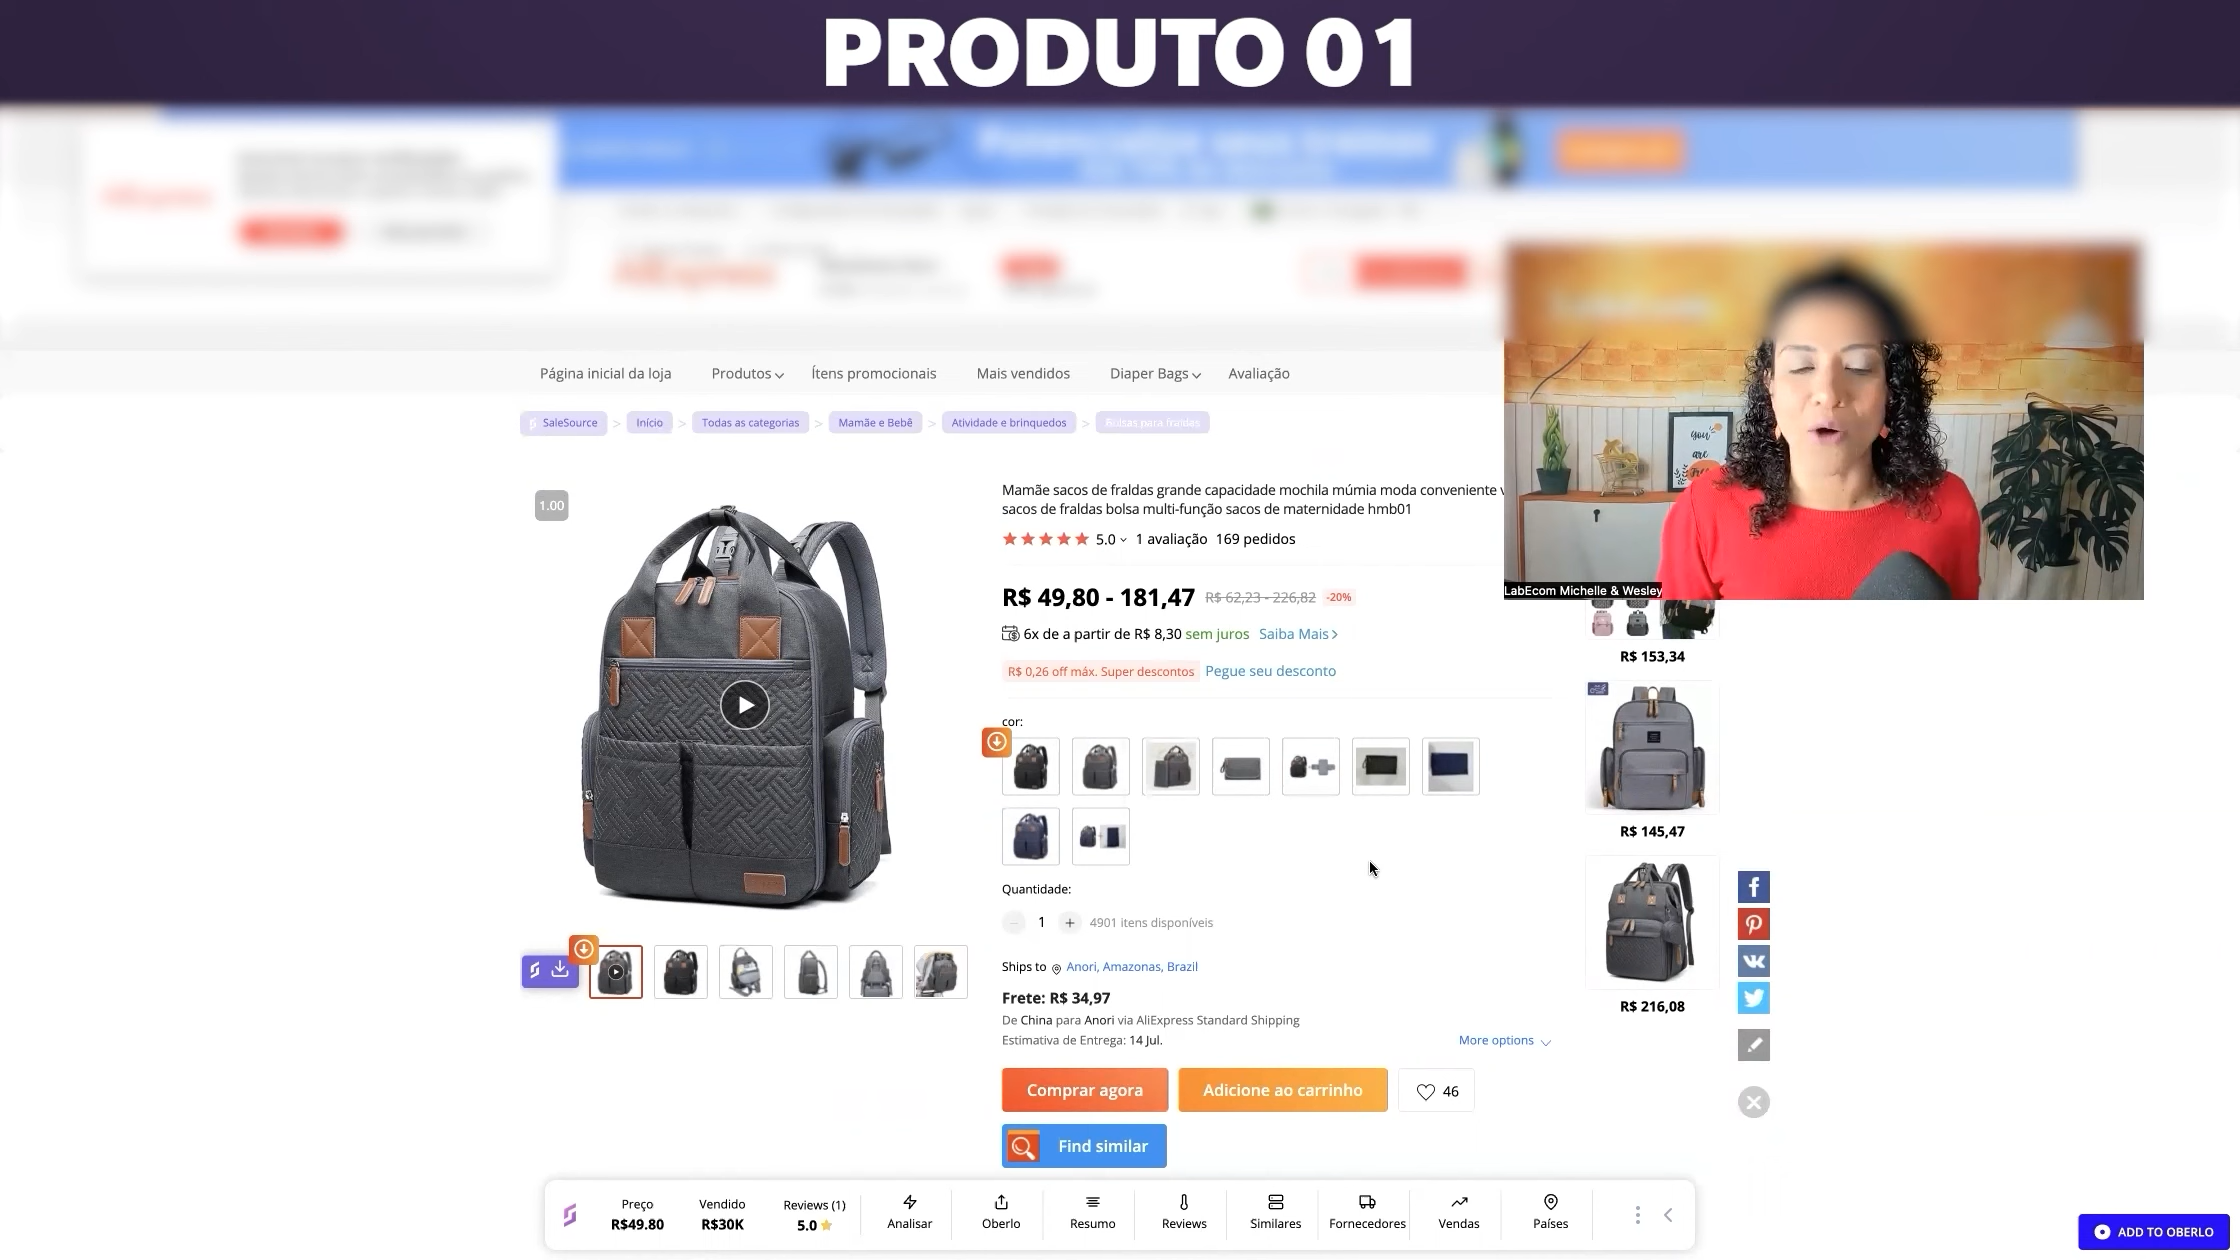 PRODUTO 01
Página inicial da loja Produtos Ítens promocionais Mais vendidos Diaper Bags Avaliação
SaleSource > Início > Todas as categorias > Mamãe e Bebê > Atividade e brinquedos > Bolsas para fraldas
1.00
Mamãe sacos de fraldas grande capacidade mochila múmia moda conveniente
sacos de fraldas bolsa multi-função sacos de maternidade hmb01
5.0 1 avaliação 169 pedidos
R$ 49,80 - 181,47 R$ 62,23 - 226,82 -20%
6x de a partir de R$ 8,30 sem juros Saiba Mais
R$ 0,26 off máx. Super descontos Pegue seu desconto
cor:
Quantidade:
1 + 4901 itens disponíveis
Ships to Anori, Amazonas, Brazil
Frete: R$ 34,97
De China para Anori via AliExpress Standard Shipping
Estimativa de Entrega: 14 Jul.
More options
Comprar agora Adicione ao carrinho 46
Find similar
you
are
LabEcom Michelle & Wesley
R$ 153,34
R$ 145,47
R$ 216,08
Preço Vendido Reviews (1)
R$49.80 R$30K 5.0
Analisar Oberlo Resumo Reviews Similares Fornecedores Vendas Países
ADD TO OBERLO